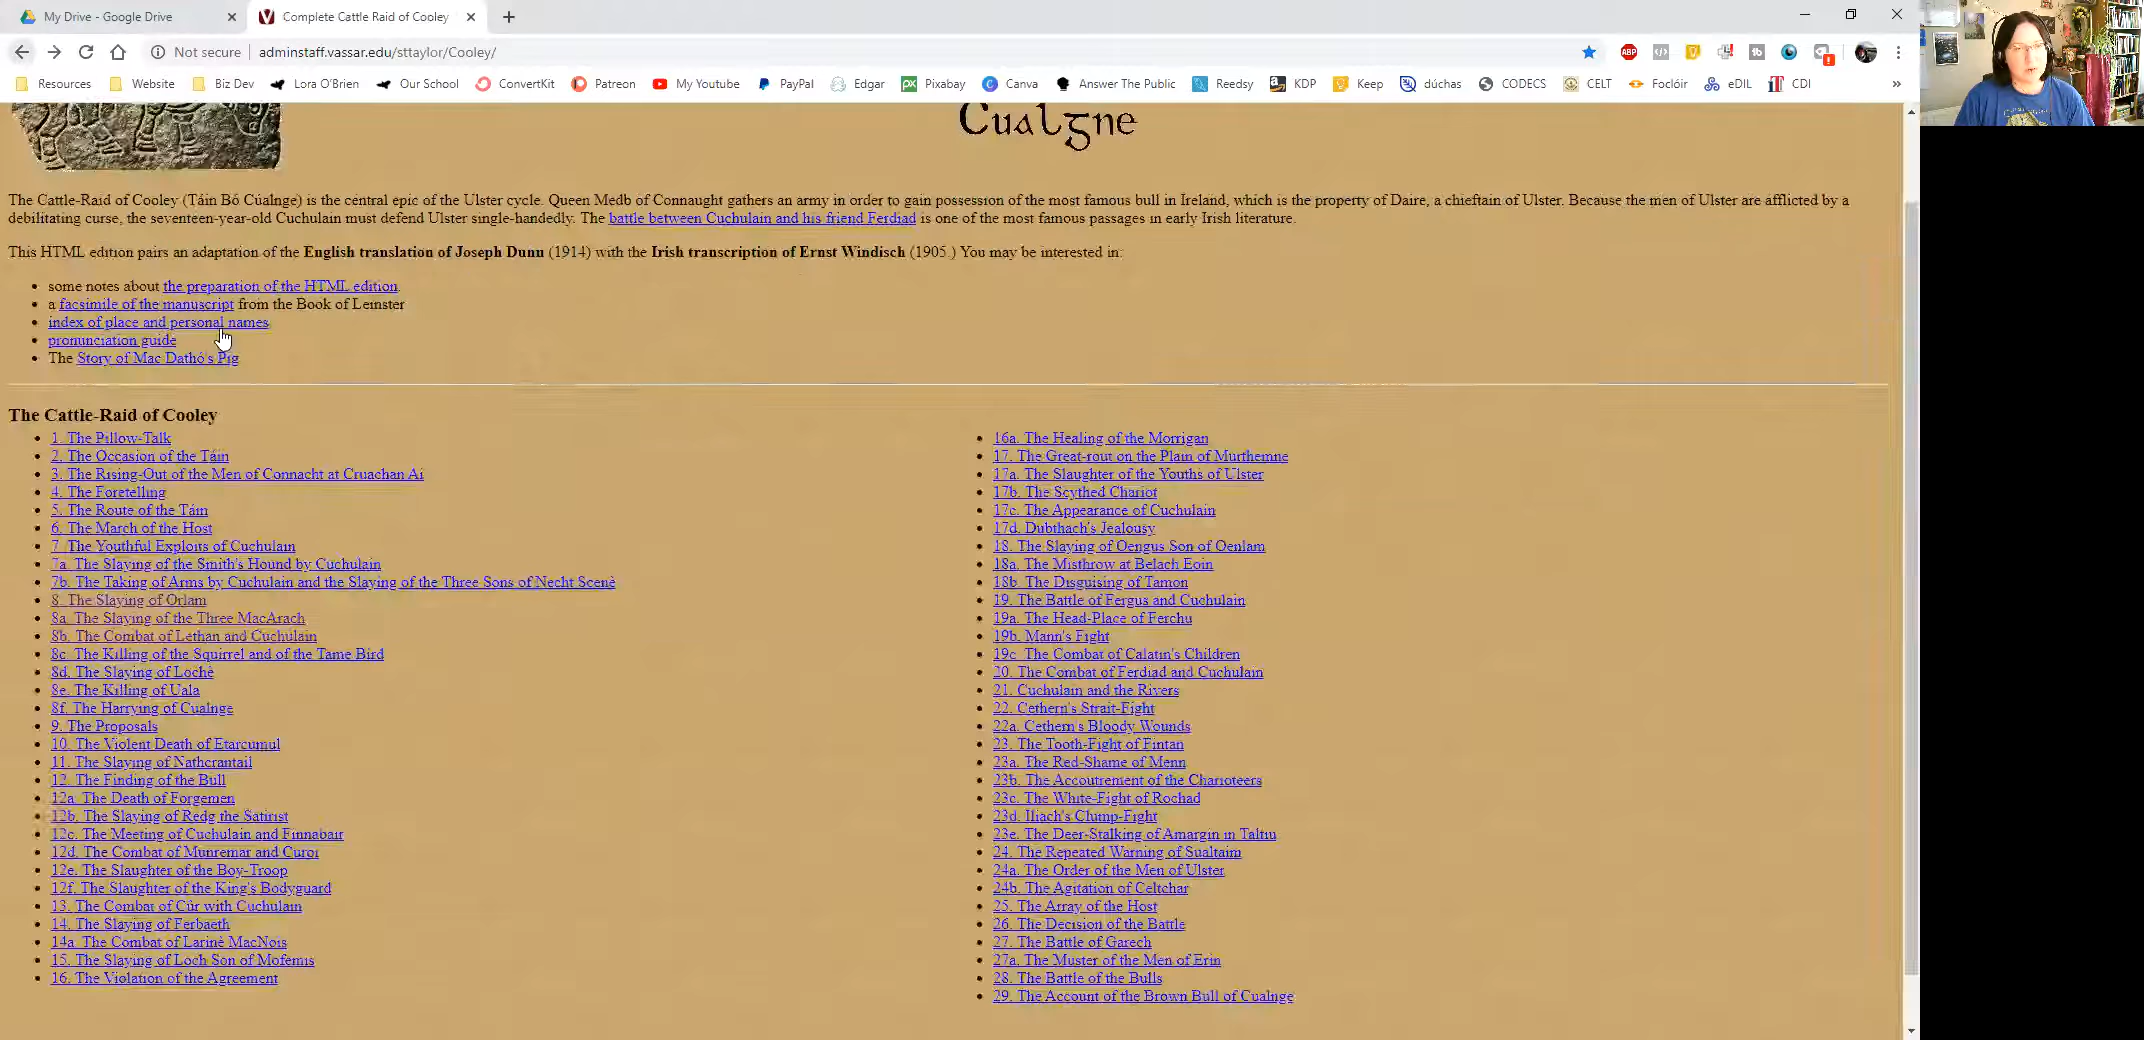 My Drive - Google Drive
Complete Cattle Raid of Cooley
Not secure
adminstaff.vassar.edu/sttaylor/Cooley/
ABP
Resources
Website
Biz Dev
Lora O'Brien
Our School
ConvertKit
Patreon
My Youtube
PayPal
Edgar
Pixabay
Canva
Answer The Public
Reedsy
KDP
Keep
dúchas
CODECS
CELT
Foclóir
eDIL
CDI
Cualgne
The Cattle-Raid of Cooley (Táin Bó Cúalnge) is the central epic of the Ulster cycle. Queen Medb of Connaught gathers an army in order to gain possession of the most famous bull in Ireland, which is the property of Daire, a chieftain of Ulster. Because the men of Ulster are afflicted by a
debilitating curse, the seventeen-year-old Cuchulain must defend Ulster single-handedly. The battle between Cuchulain and his friend Ferdiad is one of the most famous passages in early Irish literature.
This HTML edition pairs an adaptation of the English translation of Joseph Dunn (1914) with the Irish transcription of Ernst Windisch (1905.) You may be interested in:
some notes about the preparation of the HTML edition.
a facsimile of the manuscript from the Book of Leinster
index of place and personal names
pronunciation guide
The Story of Mac Dathó's Pig
The Cattle-Raid of Cooley
1. The Pillow-Talk
2. The Occasion of the Táin
3. The Rising-Out of the Men of Connacht at Cruachan Ai
4. The Foretelling
5. The Route of the Táin
6. The March of the Host
7. The Youthful Exploits of Cuchulain
7a. The Slaying of the Smith's Hound by Cuchulain
7b. The Taking of Arms by Cuchulain and the Slaying of the Three Sons of Necht Scenè
8. The Slaying of Orlam
8a. The Slaying of the Three MacArach
8b. The Combat of Lethan and Cuchulain
8c. The Killing of the Squirrel and of the Tame Bird
8d. The Slaying of Lochè
8e. The Killing of Uala
8f. The Harrying of Cualnge
9. The Proposals
10. The Violent Death of Etarcumul
11. The Slaying of Nathcrantail
12. The Finding of the Bull
12a. The Death of Forgemen
12b. The Slaying of Redg the Satirist
12c. The Meeting of Cuchulain and Finnabair
12d. The Combat of Munremar and Curoi
12e. The Slaughter of the Boy-Troop
12f. The Slaughter of the King's Bodyguard
13. The Combat of Cûr with Cuchulain
14. The Slaying of Ferbaeth
14a. The Combat of Larinè MacNois
15. The Slaying of Loch Son of Mofemis
16. The Violation of the Agreement
16a. The Healing of the Morrigan
17. The Great-rout on the Plain of Murthemne
17a. The Slaughter of the Youths of Ulster
17b. The Scythed Chariot
17c. The Appearance of Cuchulain
17d. Dubthach's Jealousy
18. The Slaying of Oengus Son of Oenlam
18a. The Misthrow at Belach Eoin
18b. The Disguising of Tamon
19. The Battle of Fergus and Cuchulain
19a. The Head-Place of Ferchu
19b. Mann's Fight
19c. The Combat of Calatin's Children
20. The Combat of Ferdiad and Cuchulain
21. Cuchulain and the Rivers
22. Cethern's Strait-Fight
22a. Cethern's Bloody Wounds
23. The Tooth-Fight of Fintan
23a. The Red-Shame of Menn
23b. The Accoutrement of the Charioteers
23c. The White-Fight of Rochad
23d. Iliach's Clump-Fight
23e. The Deer-Stalking of Amargin in Taltiu
24. The Repeated Warning of Sualtaim
24a. The Order of the Men of Ulster
24b. The Agitation of Celtchar
25. The Array of the Host
26. The Decision of the Battle
27. The Battle of Garech
27a. The Muster of the Men of Erin
28. The Battle of the Bulls
29. The Account of the Brown Bull of Cualnge